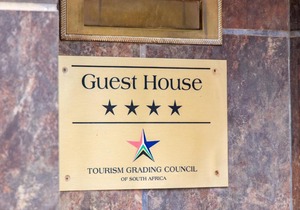 Guest House
TOURISM GRADING COUNCIL
OF SOUTH AFRICA